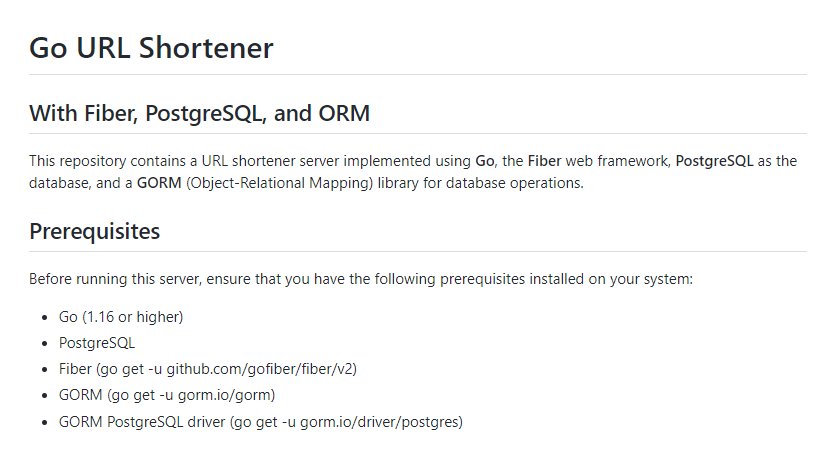 Go URL Shortener
With Fiber, PostgreSQL, and ORM
This repository contains a URL shortener server implemented using Go, the Fiber web framework, PostgreSQL as the
database, and a GORM (Object-Relational Mapping) library for database operations.
Prerequisites
Before running this server, ensure that you have the following prerequisites installed on your system:
• Go (1.16 or higher)
• PostgreSQL
• Fiber (go get -u github.com/gofiber/fiber/v2)
• GORM (go get -u gorm.io/gorm)
• GORM PostgreSQL driver (go get -u gorm.io/driver/postgres)